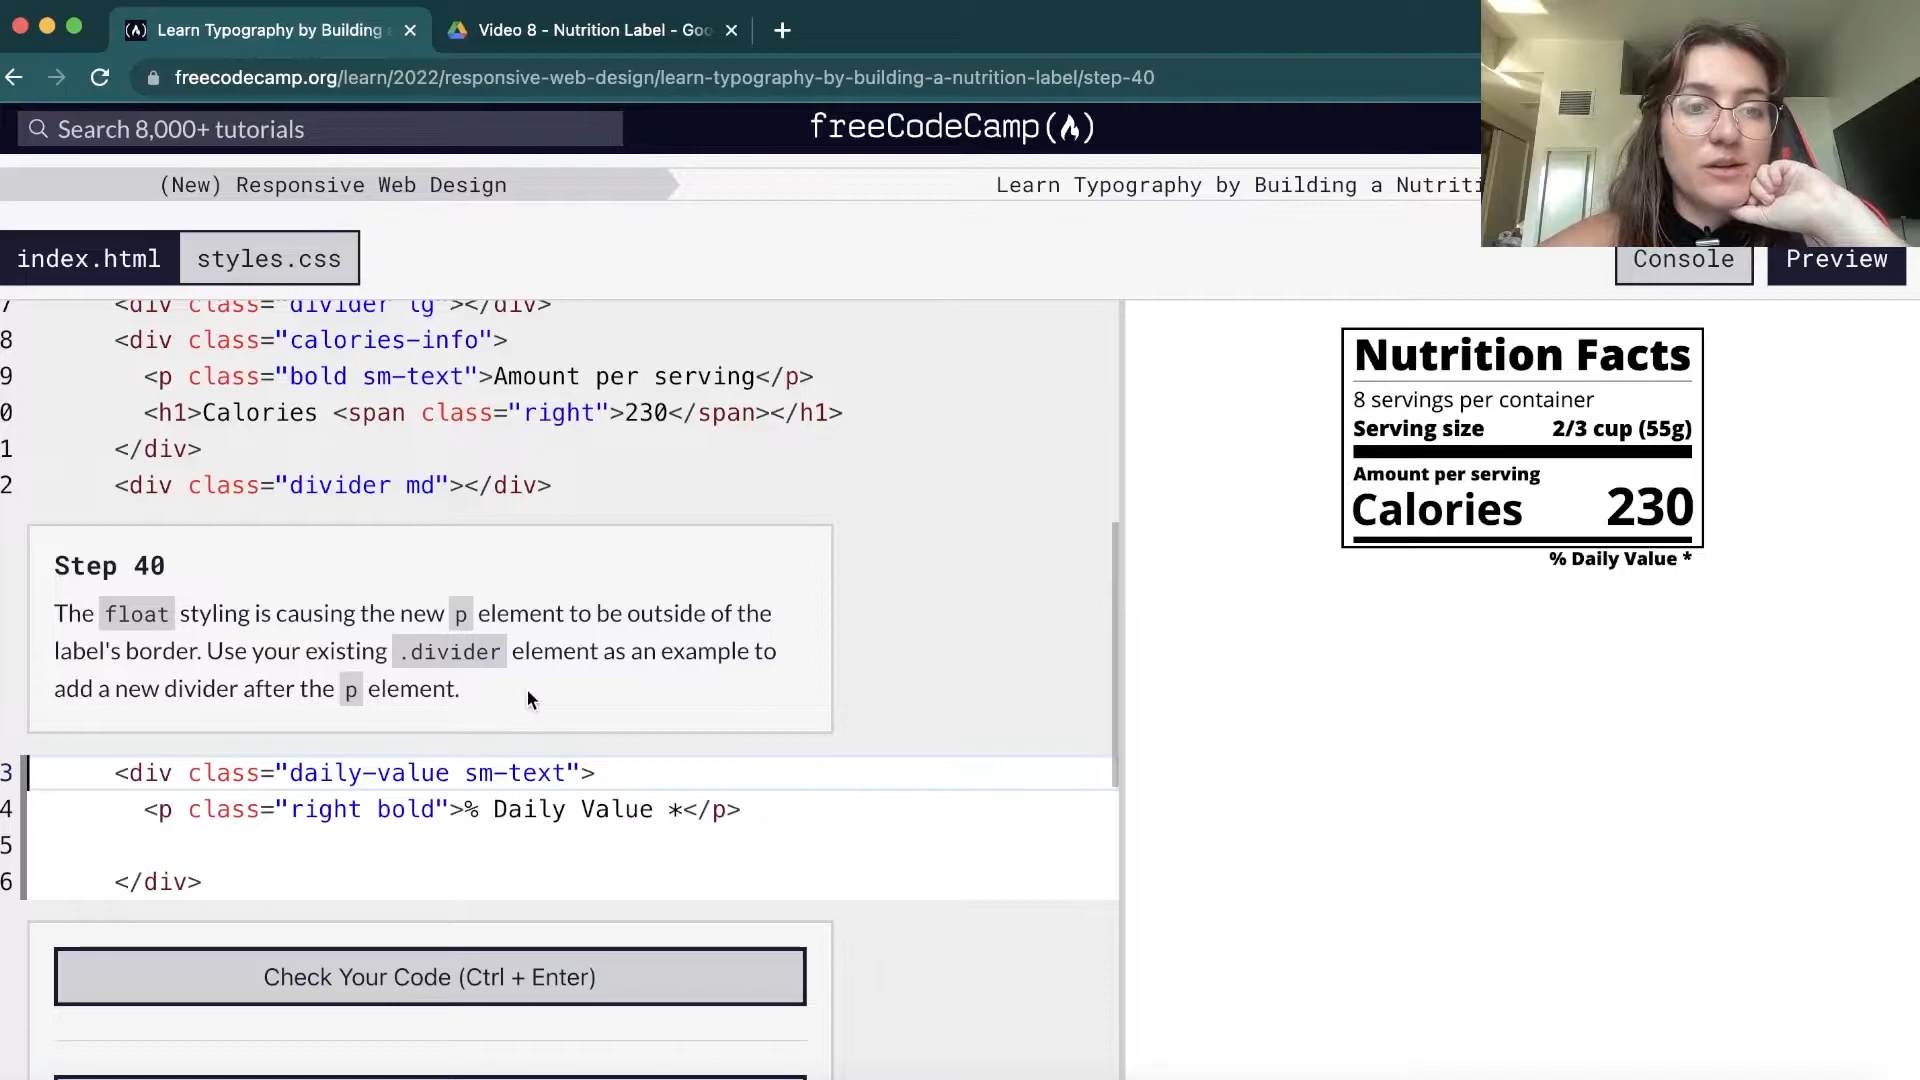 Learn Typography by Building
Video 8 - Nutrition Label - Goo
freecodecamp.org/learn/2022/responsive-web-design/learn-typography-by-building-a-nutrition-label/step-40
Search 8,000+ tutorials
freeCodeCamp(🔥)
(New) Responsive Web Design
Learn Typography by Building a Nutriti
index.html
styles.css
Console
Preview
7 <div class="divider lg"></div>
8 <div class="calories-info">
9 <p class="bold sm-text">Amount per serving</p>
0 <h1>Calories <span class="right">230</span></h1>
1 </div>
2 <div class="divider md"></div>
Step 40
The float styling is causing the new p element to be outside of the
label's border. Use your existing .divider element as an example to
add a new divider after the p element.
3 <div class="daily-value sm-text">
4 <p class="right bold">% Daily Value *</p>
5
6 </div>
Check Your Code (Ctrl + Enter)
Nutrition Facts
8 servings per container
Serving size 2/3 cup (55g)
Amount per serving
Calories 230
% Daily Value *